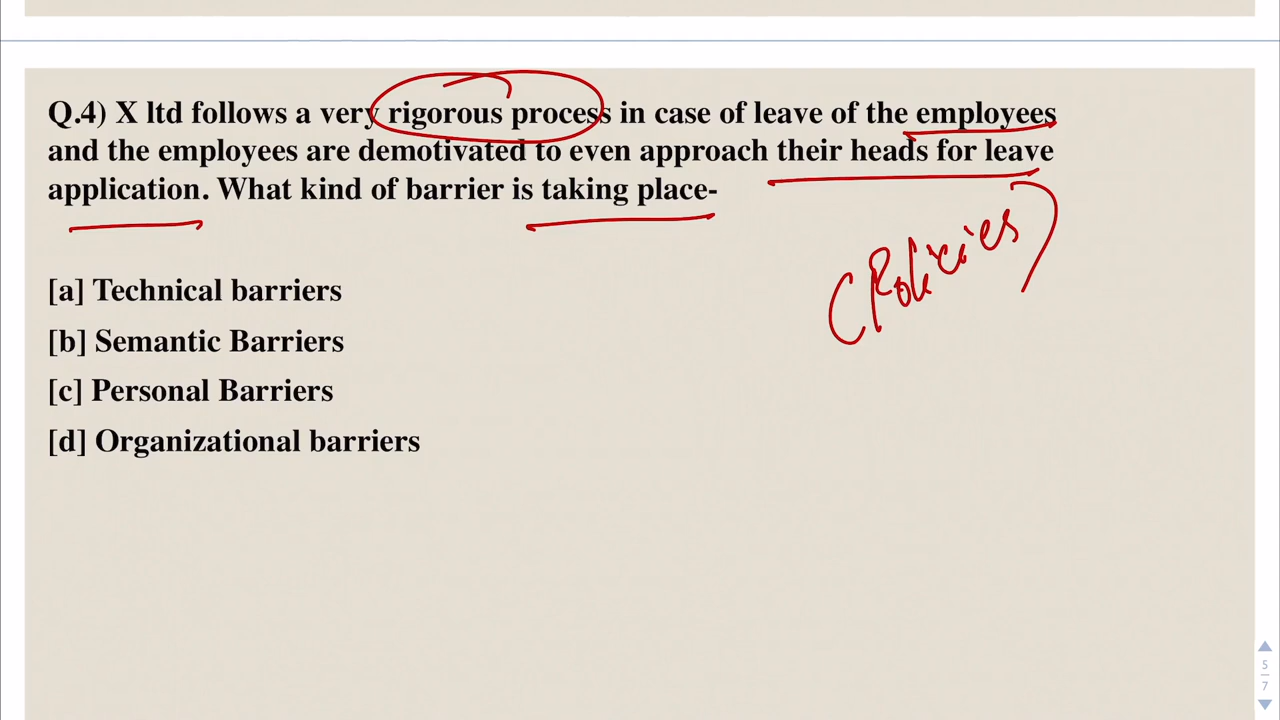 Q.4) X ltd follows a very rigorous process in case of leave of the employees
and the employees are demotivated to even approach their heads for leave
application. What kind of barrier is taking place-
(Policies)
[a] Technical barriers
[b] Semantic Barriers
[c] Personal Barriers
[d] Organizational barriers
5
7